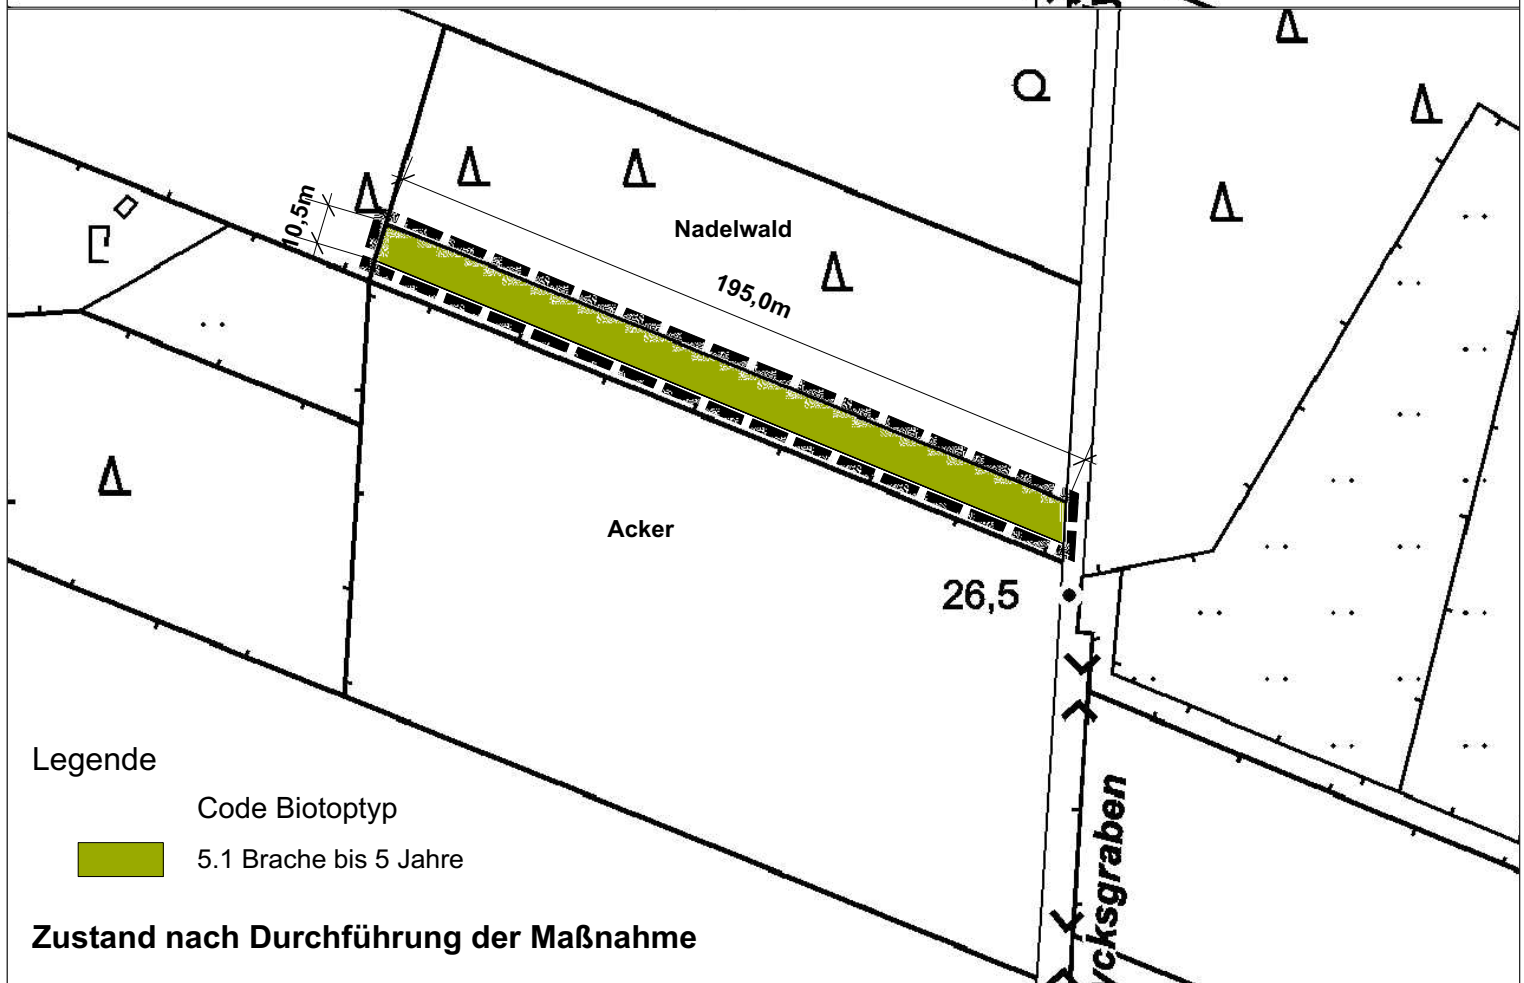 10,5m
Nadelwald
195,0m
Acker
26,5
Legende
Code Biotoptyp
5.1 Brache bis 5 Jahre
Zustand nach Durchführung der Maßnahme